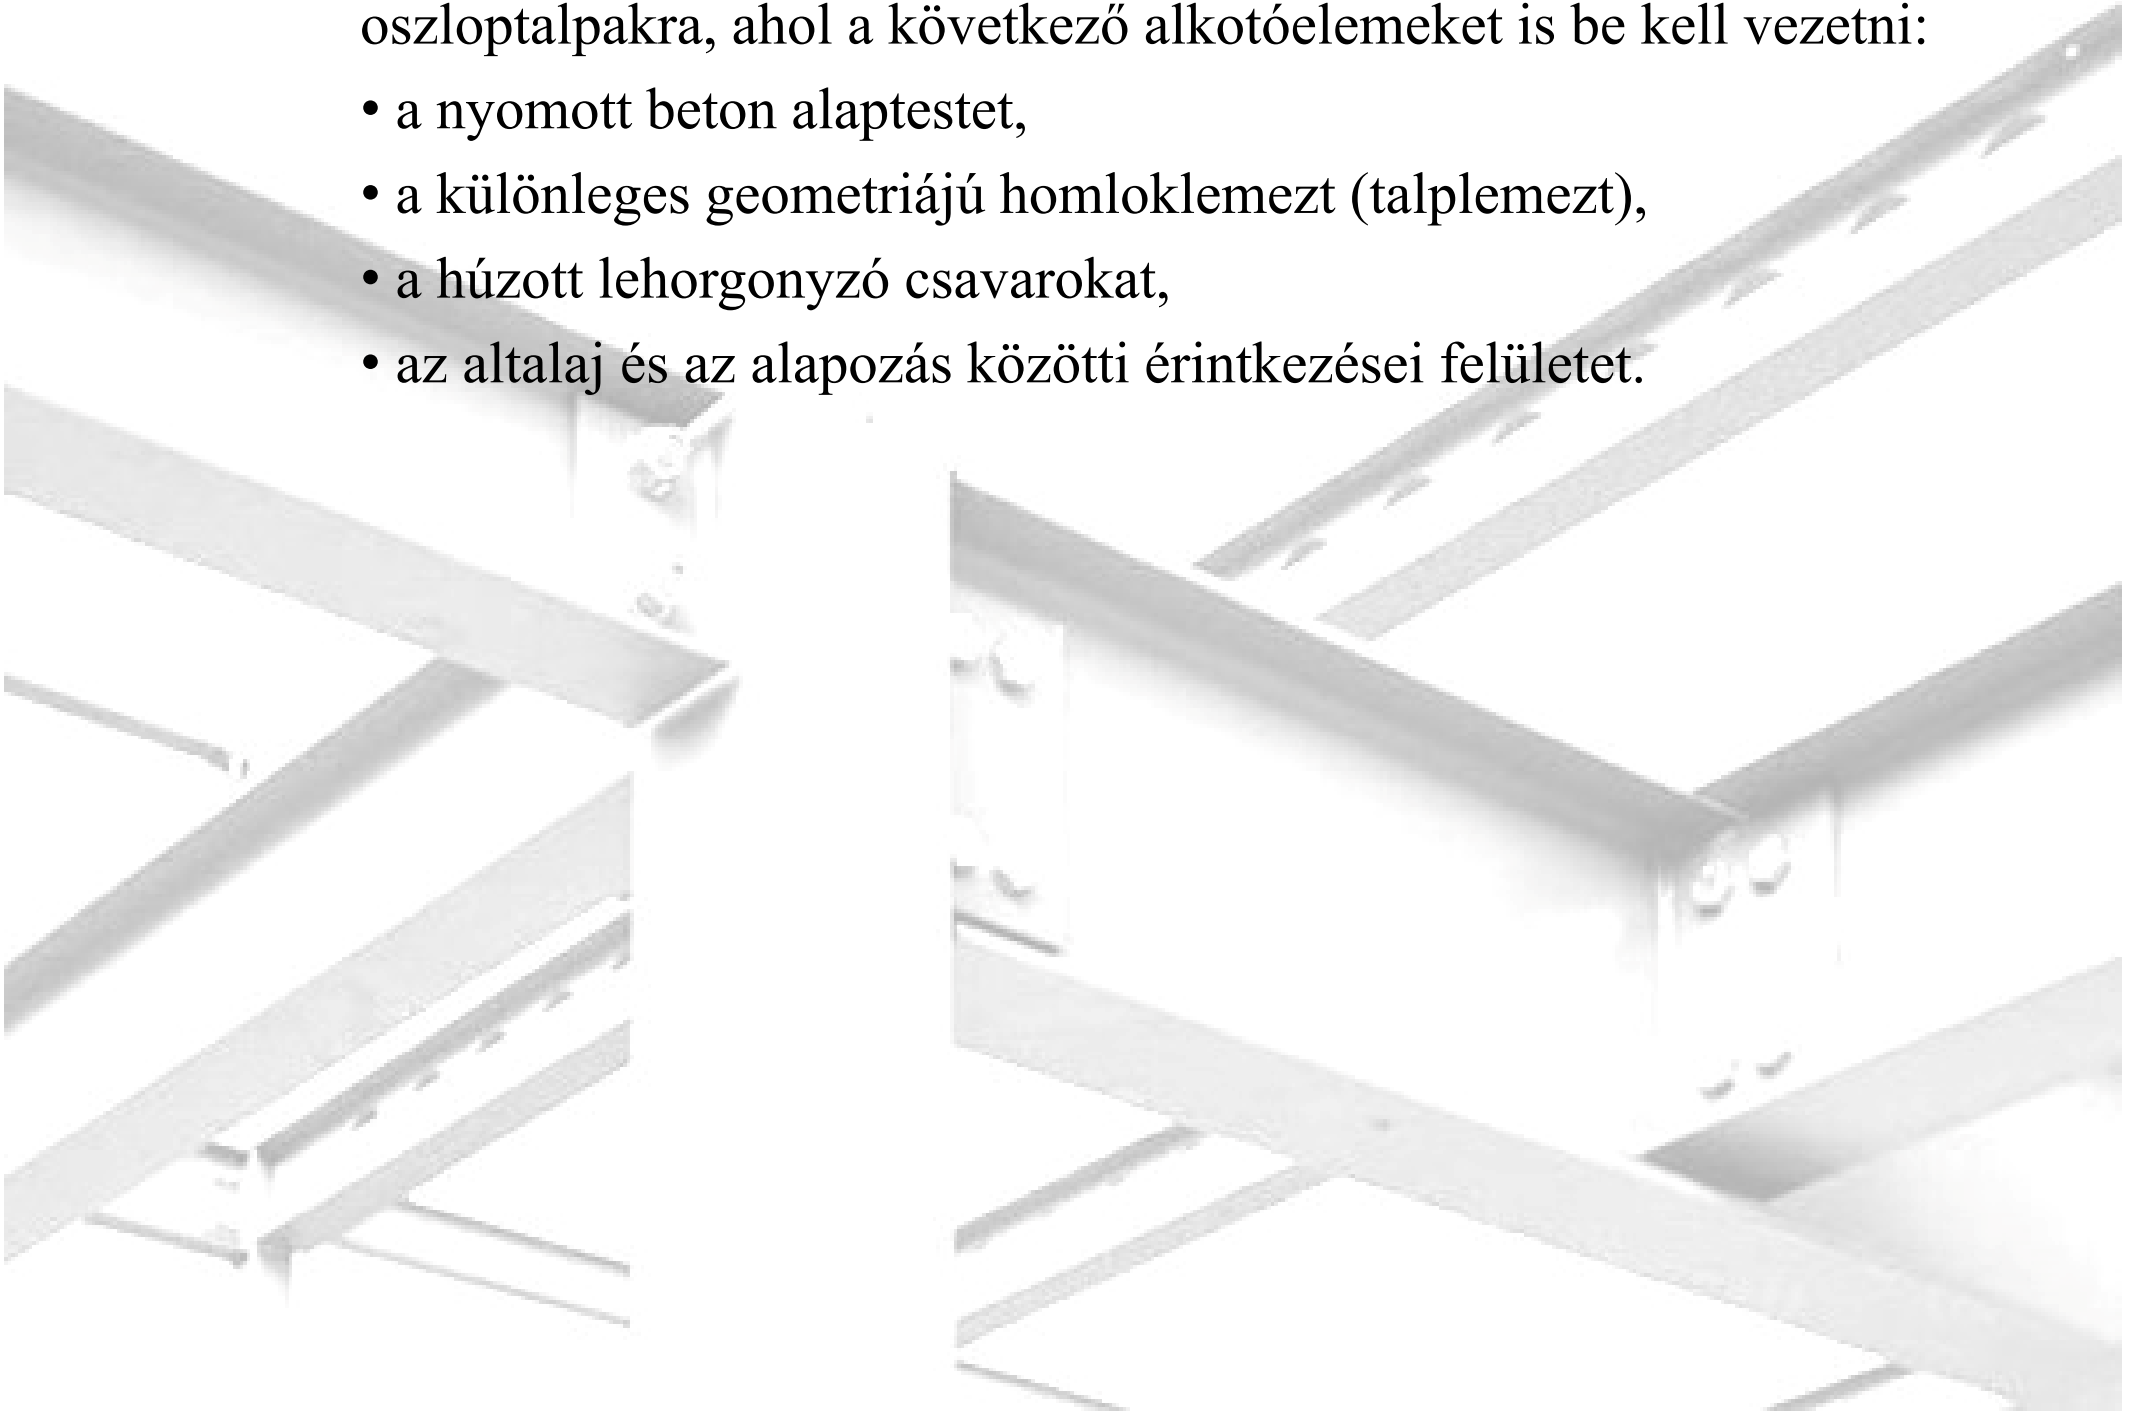 oszloptalpakra, ahol a következő alkotóelemeket is be kell vezetni:
• a nyomott beton alaptestet,
• a különleges geometriájú homloklemezt (talplemezt),
• a húzott lehorgonyzó csavarokat,
• az altalaj és az alapozás közötti érintkezései felületet.